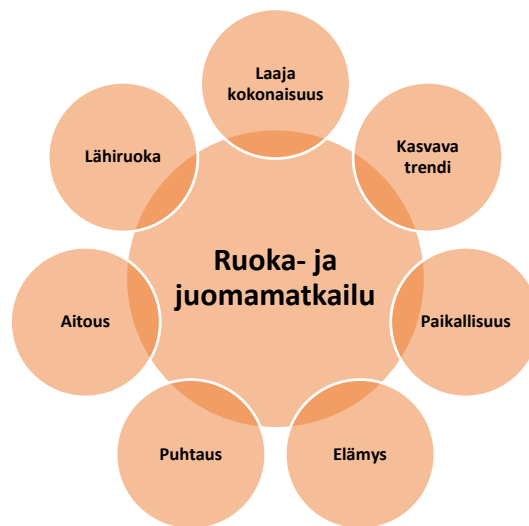 Laaja
kokonaisuus
Kasvava
trendi
Paikallisuus
Elämys
Puhtaus
Aitous
Lähiruoka
Ruoka- ja
juomamatkailu